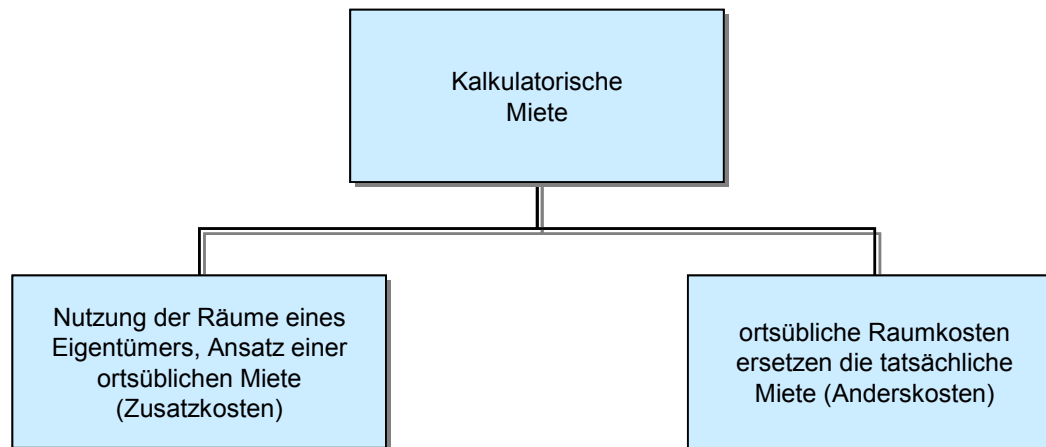 Kalkulatorische
Miete
Nutzung der Räume eines
Eigentümers, Ansatz einer
ortsüblichen Miete
(Zusatzkosten)
ortsübliche Raumkosten
ersetzen die tatsächliche
Miete (Anderskosten)